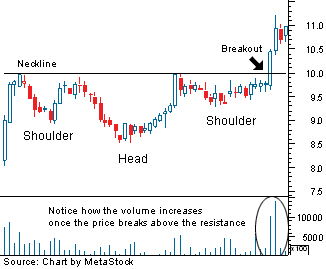 11.0
Breakout
10.5
Neckline
10.0
9.5
Shoulder
Shoulder
9.0
Head
8.5
8.0
7.5
Notice how the volume increases
once the price breaks above the resistance
10000
5000
x100
Source: Chart by MetaStock